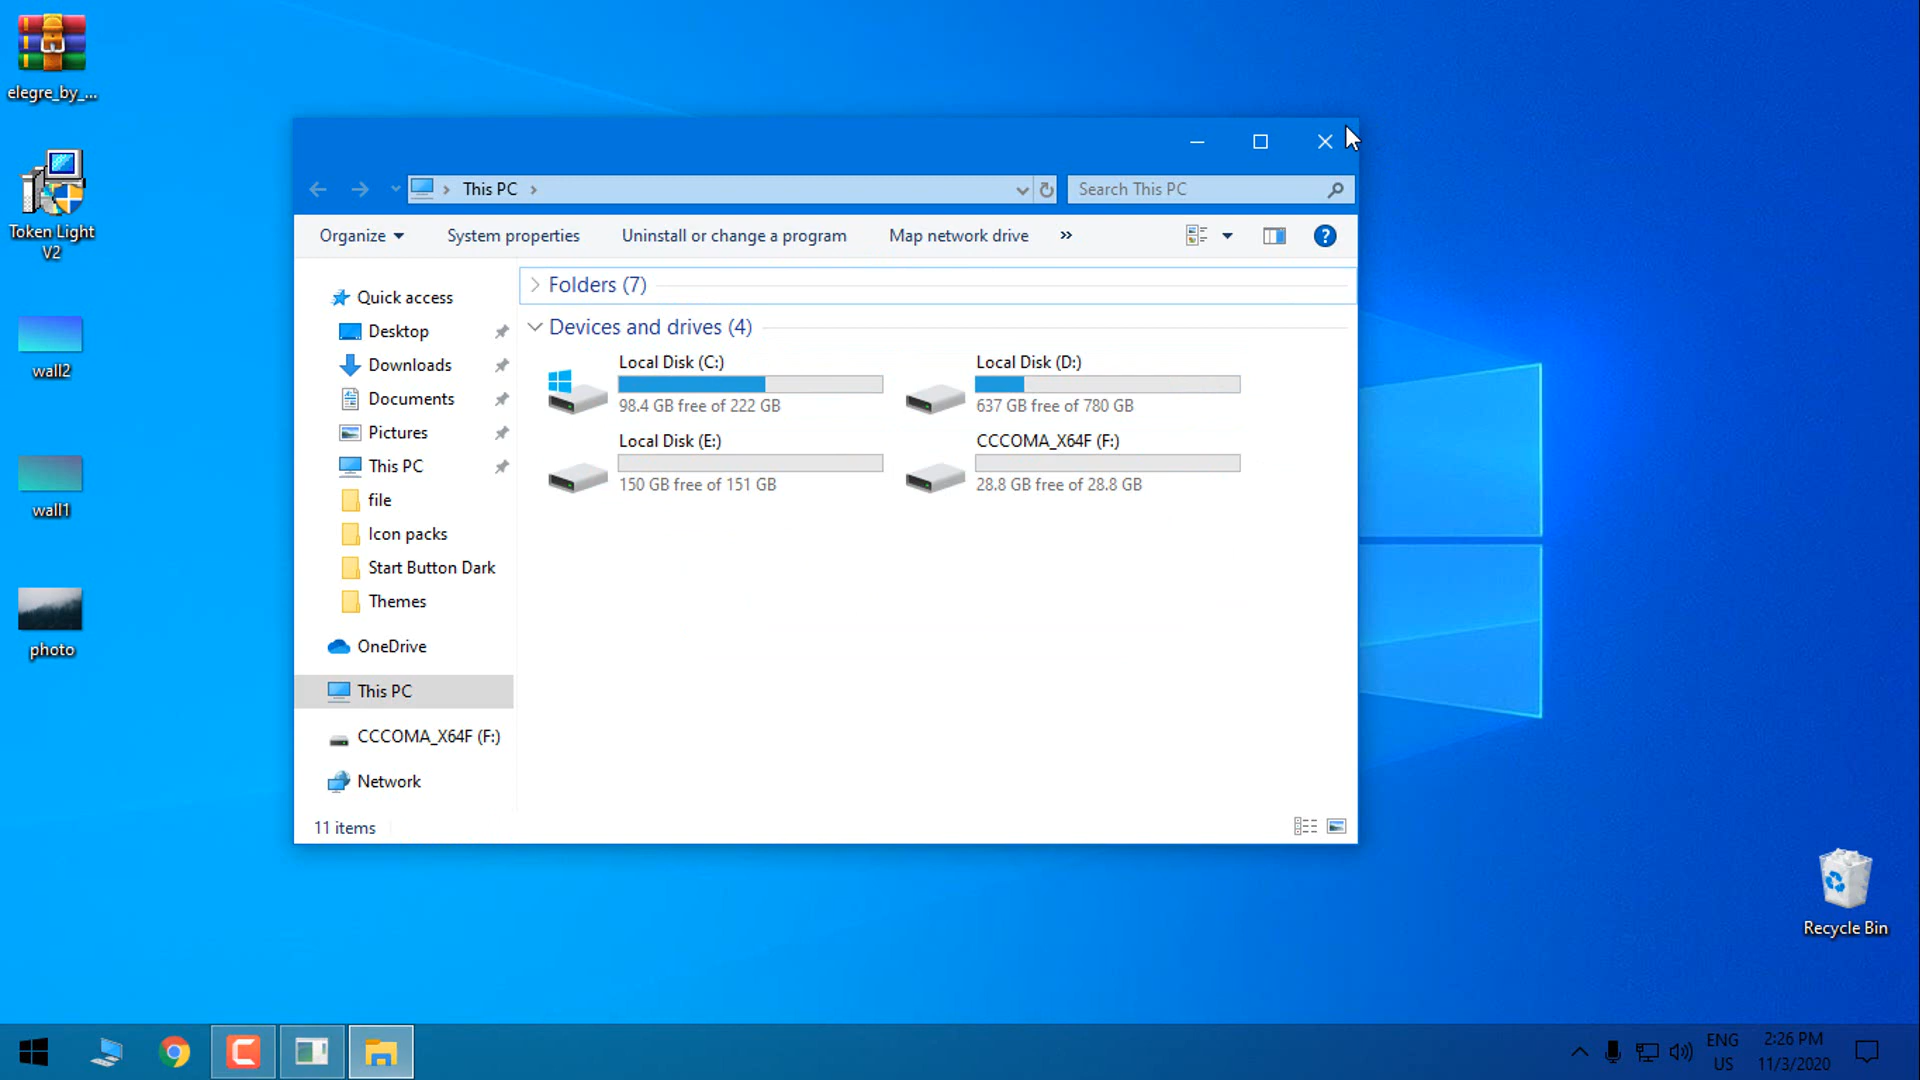 elegre_by_...
Token Light
V2
wall2
wall1
photo
This PC
Search This PC
Organize
System properties
Uninstall or change a program
Map network drive
»
?
Quick access
Desktop
Downloads
Documents
Pictures
This PC
file
Icon packs
Start Button Dark
Themes
OneDrive
This PC
CCCOMA_X64F (F:)
Network
Folders (7)
Devices and drives (4)
Local Disk (C:)
98.4 GB free of 222 GB
Local Disk (D:)
637 GB free of 780 GB
Local Disk (E:)
150 GB free of 151 GB
CCCOMA_X64F (F:)
28.8 GB free of 28.8 GB
11 items
Recycle Bin
ENG
US
2:26 PM
11/3/2020